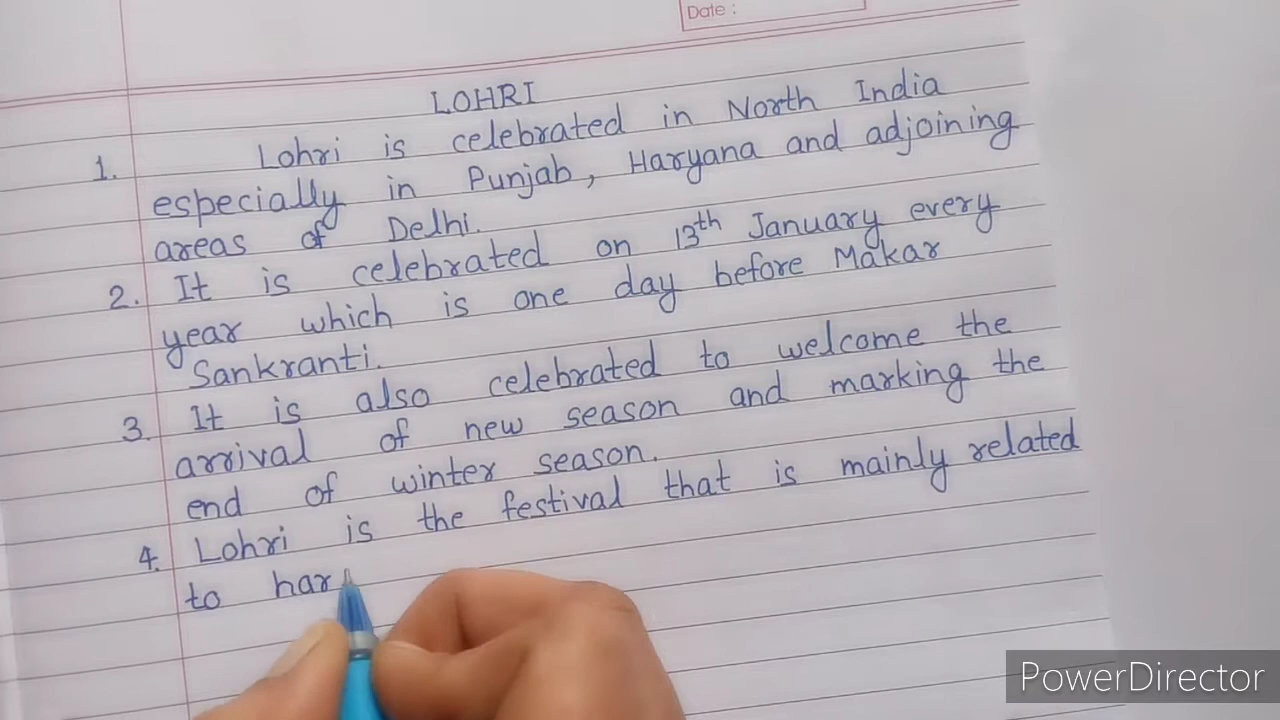 Date :
LOHRI
1. Lohri is celebrated in North India
especially in Punjab, Haryana and adjoining
areas of Delhi.
2. It is celebrated on 13th January every
year which is one day before Makar
Sankranti.
3. It is also celebrated to welcome the
arrival of new season and marking the
end of winter season.
4. Lohri is the festival that is mainly related
to har
PowerDirector